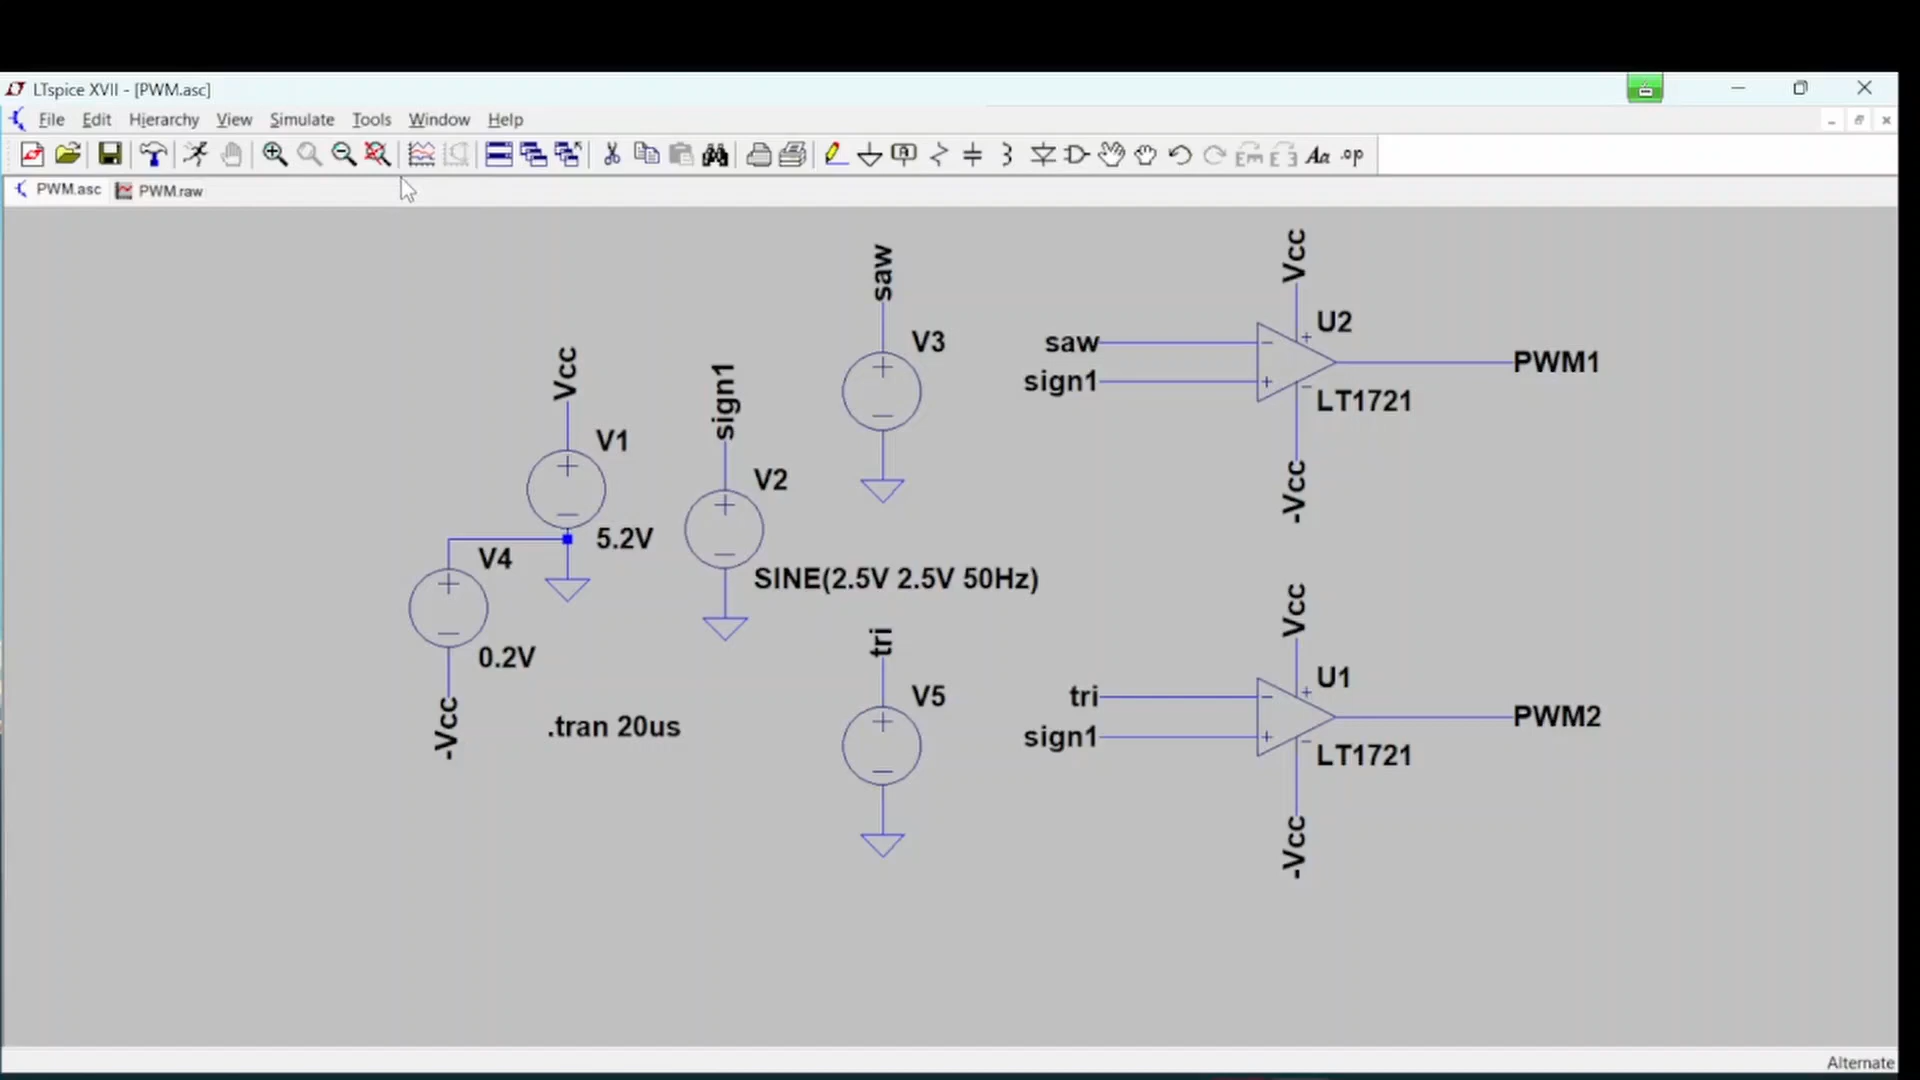 LTspice XVII - [PWM.asc]
File Edit Hierarchy View Simulate Tools Window Help
Aa .op
PWM.asc PWM.raw
saw
V3
Vcc
V1
5.2V
V4
0.2V
-Vcc
sign1
V2
SINE(2.5V 2.5V 50Hz)
.tran 20us
tri
V5
Vcc
U2
saw
sign1
PWM1
LT1721
-Vcc
Vcc
U1
tri
sign1
PWM2
LT1721
-Vcc
Alternate